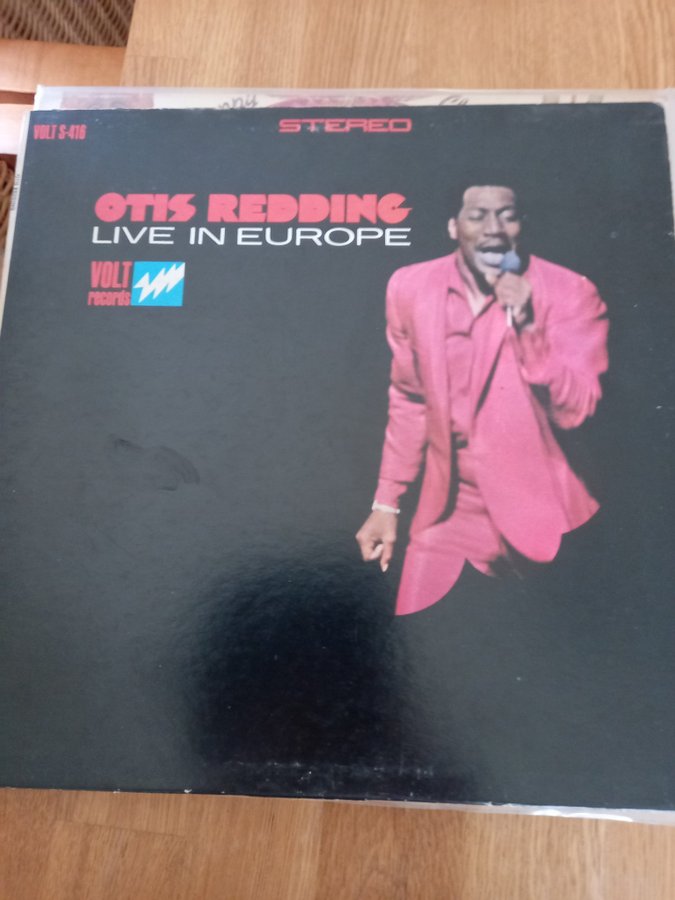 VOLT S-416
STEREO
OTIS REDDING
LIVE IN EUROPE
VOLT
records